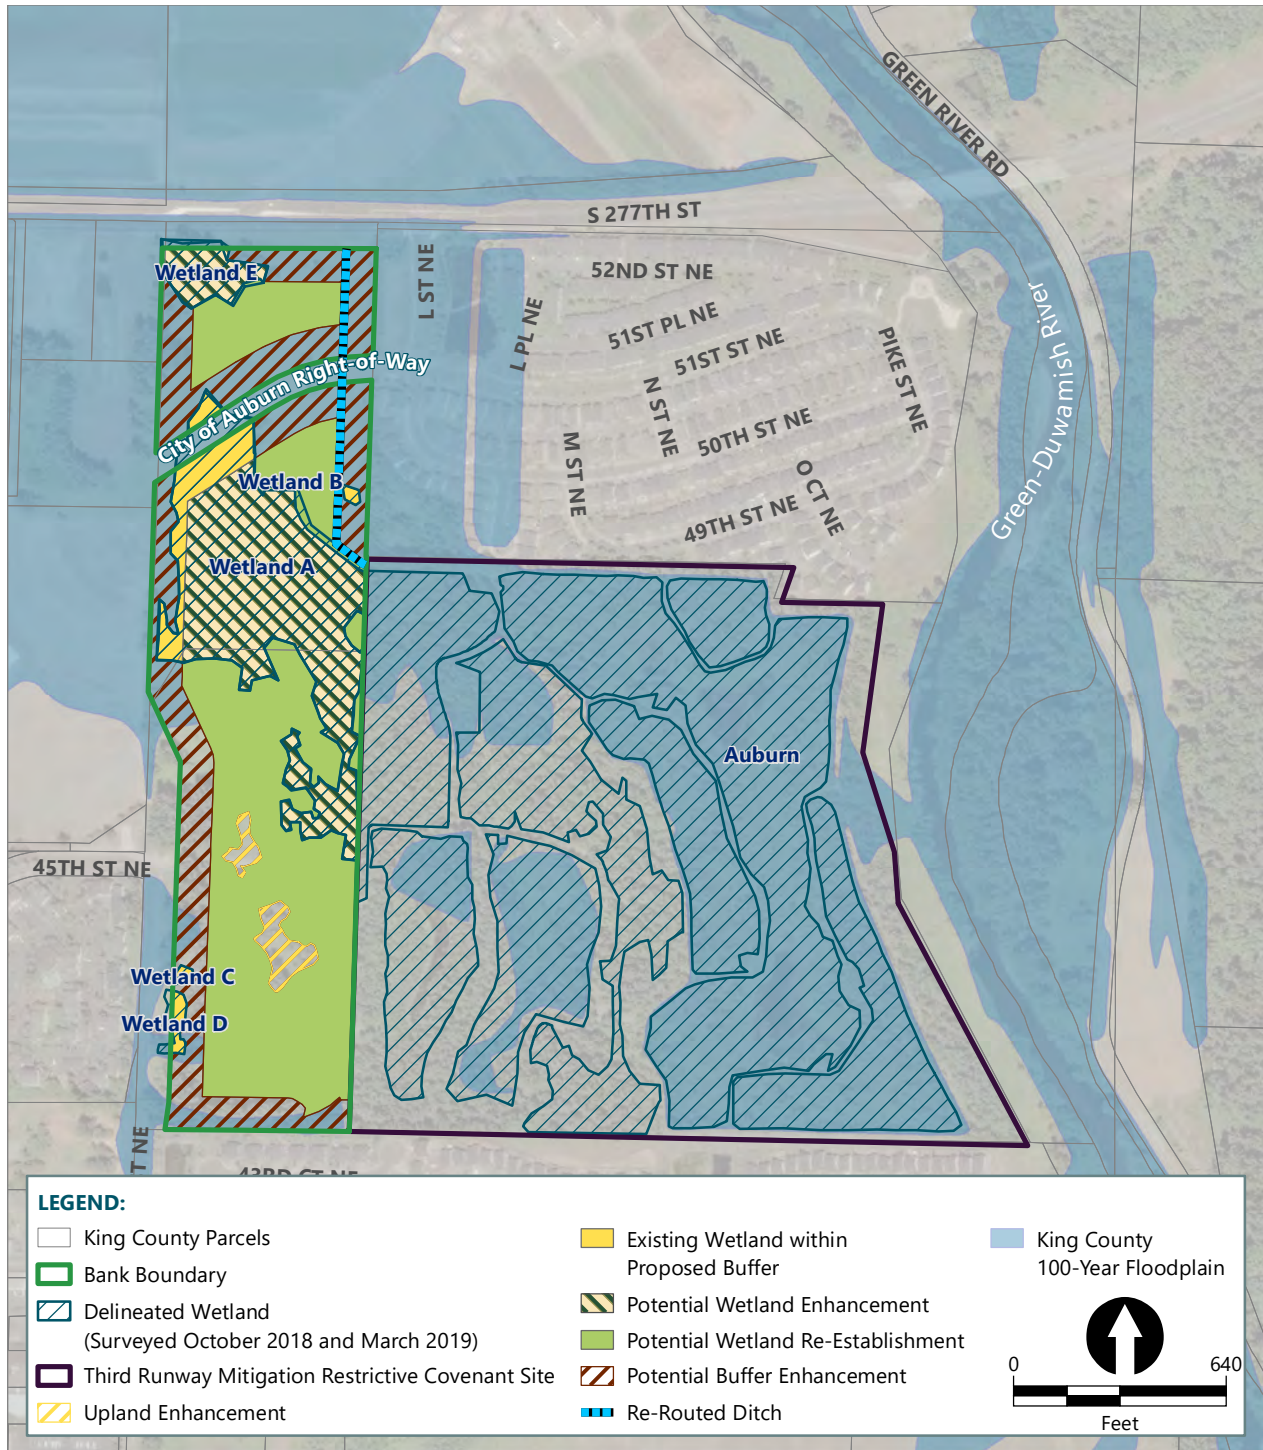 GREEN RIVER RD
S 277TH ST
Wetland E
L ST NE
52ND ST NE
L PL NE
51ST PL NE
51ST ST NE
PIKE ST NE
Green-Duwamish River
City of Auburn Right-of-Way
N ST NE
50TH ST NE
M ST NE
O CT NE
Wetland B
49TH ST NE
Wetland A
Auburn
45TH ST NE
Wetland C
Wetland D
T NE
43RD CT NE
LEGEND:
King County Parcels
Bank Boundary
Delineated Wetland
(Surveyed October 2018 and March 2019)
Third Runway Mitigation Restrictive Covenant Site
Upland Enhancement
Existing Wetland within
Proposed Buffer
Potential Wetland Enhancement
Potential Wetland Re-Establishment
Potential Buffer Enhancement
Re-Routed Ditch
King County
100-Year Floodplain
0 640
Feet